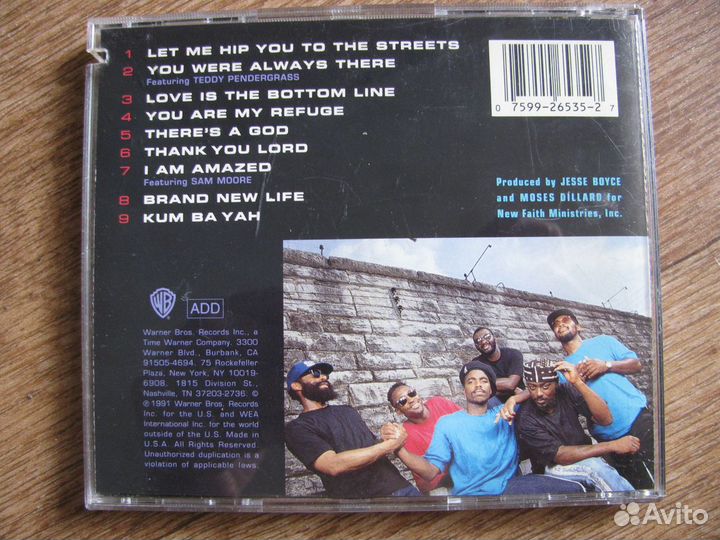 1 LET ME HIP YOU TO THE STREETS
2 YOU WERE ALWAYS THERE
Featuring TEDDY PENDERGRASS
3 LOVE IS THE BOTTOM LINE
4 YOU ARE MY REFUGE
5 THERE'S A GOD
6 THANK YOU LORD
7 I AM AMAZED
Featuring SAM MOORE
8 BRAND NEW LIFE
9 KUM BA YAH
0 7599-26535-2 7
Produced by JESSE BOYCE
and MOSES DILLARD for
New Faith Ministries, Inc.
WB
ADD
Warner Bros. Records Inc., a
Time Warner Company. 3300
Warner Blvd., Burbank, CA
91505-4694. 75 Rockefeller
Plaza, New York, NY 10019-
6908. 1815 Division St.,
Nashville, TN 37203-2736. ©
℗1991 Warner Bros. Records
Inc. for the U.S. and WEA
International Inc. for the world
outside of the U.S. Made in
U.S.A. All Rights Reserved.
Unauthorized duplication is a
violation of applicable laws.
Avito